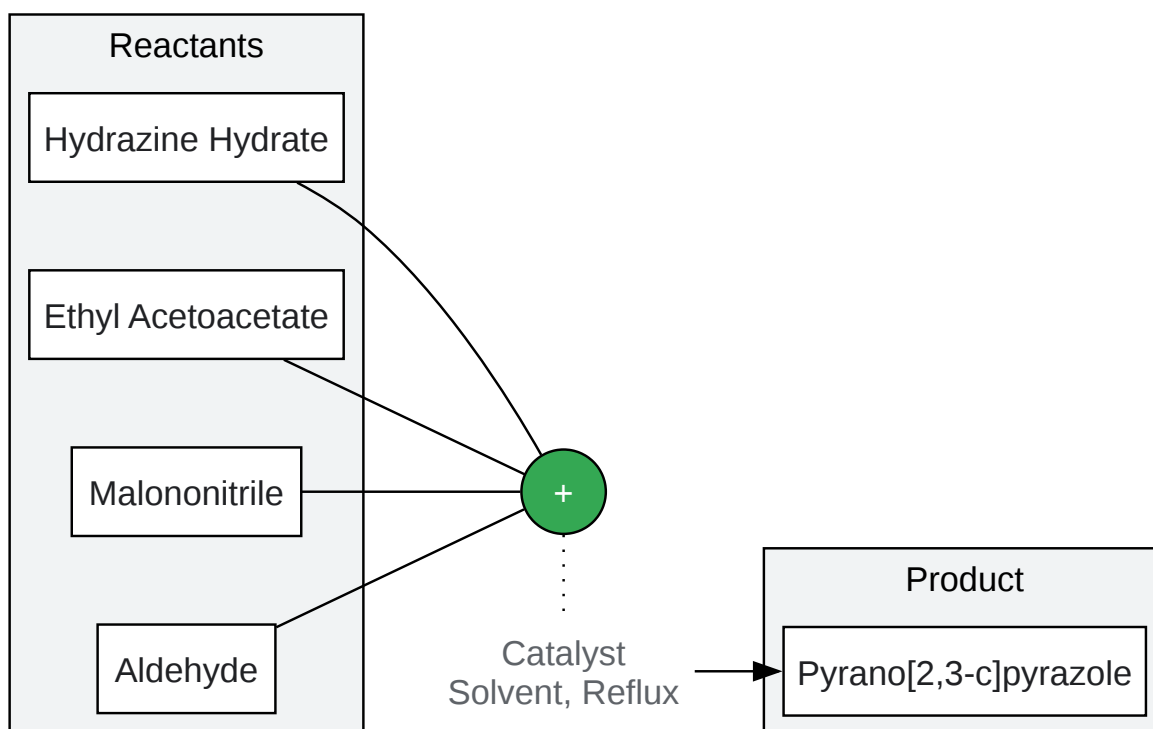 Reactants
Hydrazine Hydrate
Ethyl Acetoacetate
Malononitrile
Aldehyde
+
Catalyst
Solvent, Reflux
Product
Pyrano[2,3-c]pyrazole